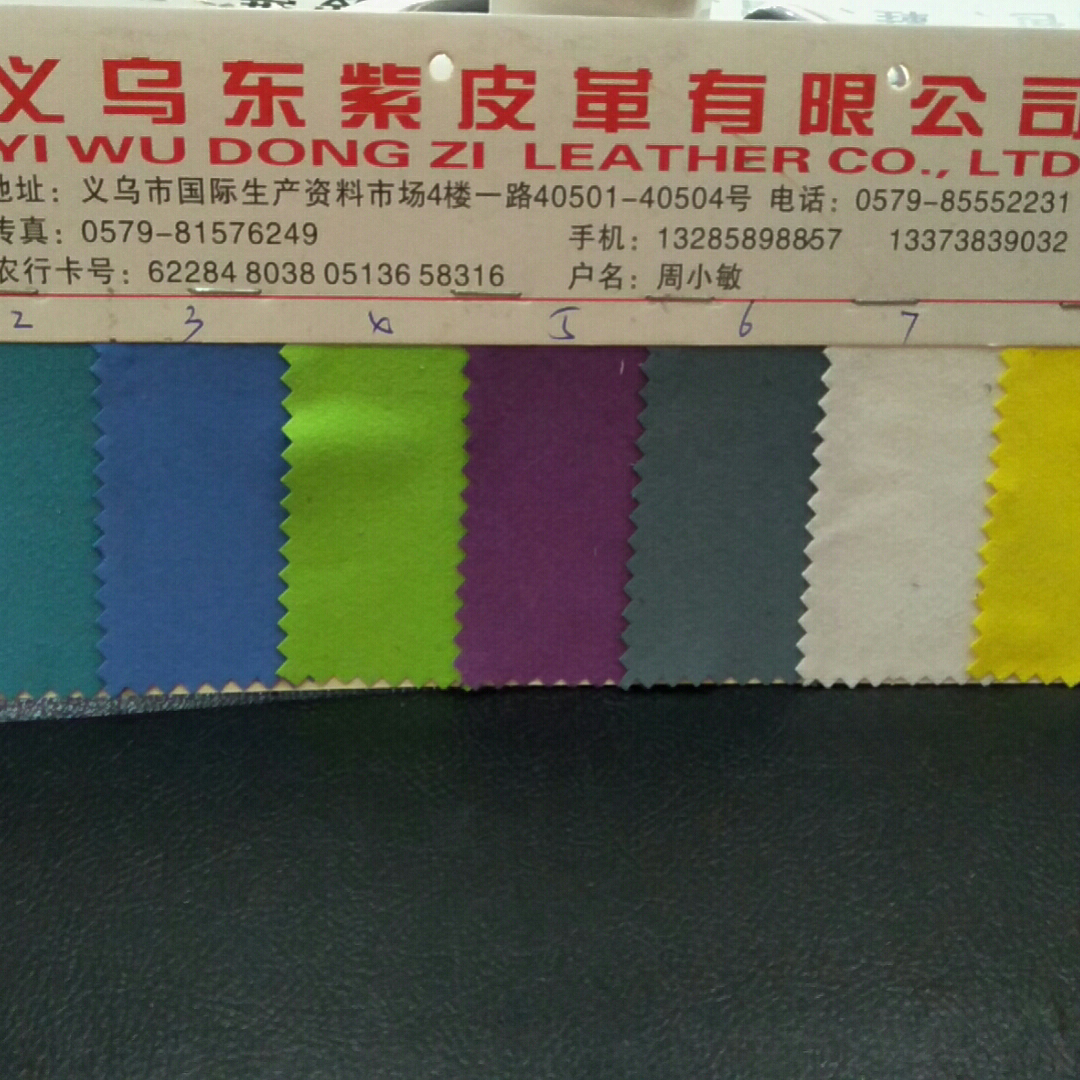 义乌东紫皮革有限公司
YI WU DONG ZI LEATHER CO., LTD
地址：义乌市国际生产资料市场4楼一路40501-40504号 电话：0579-85552231
传真：0579-81576249 手机：13285898857 13373839032
农行卡号：62284 8038 05136 58316 户名：周小敏
2 3 4 5 6 7